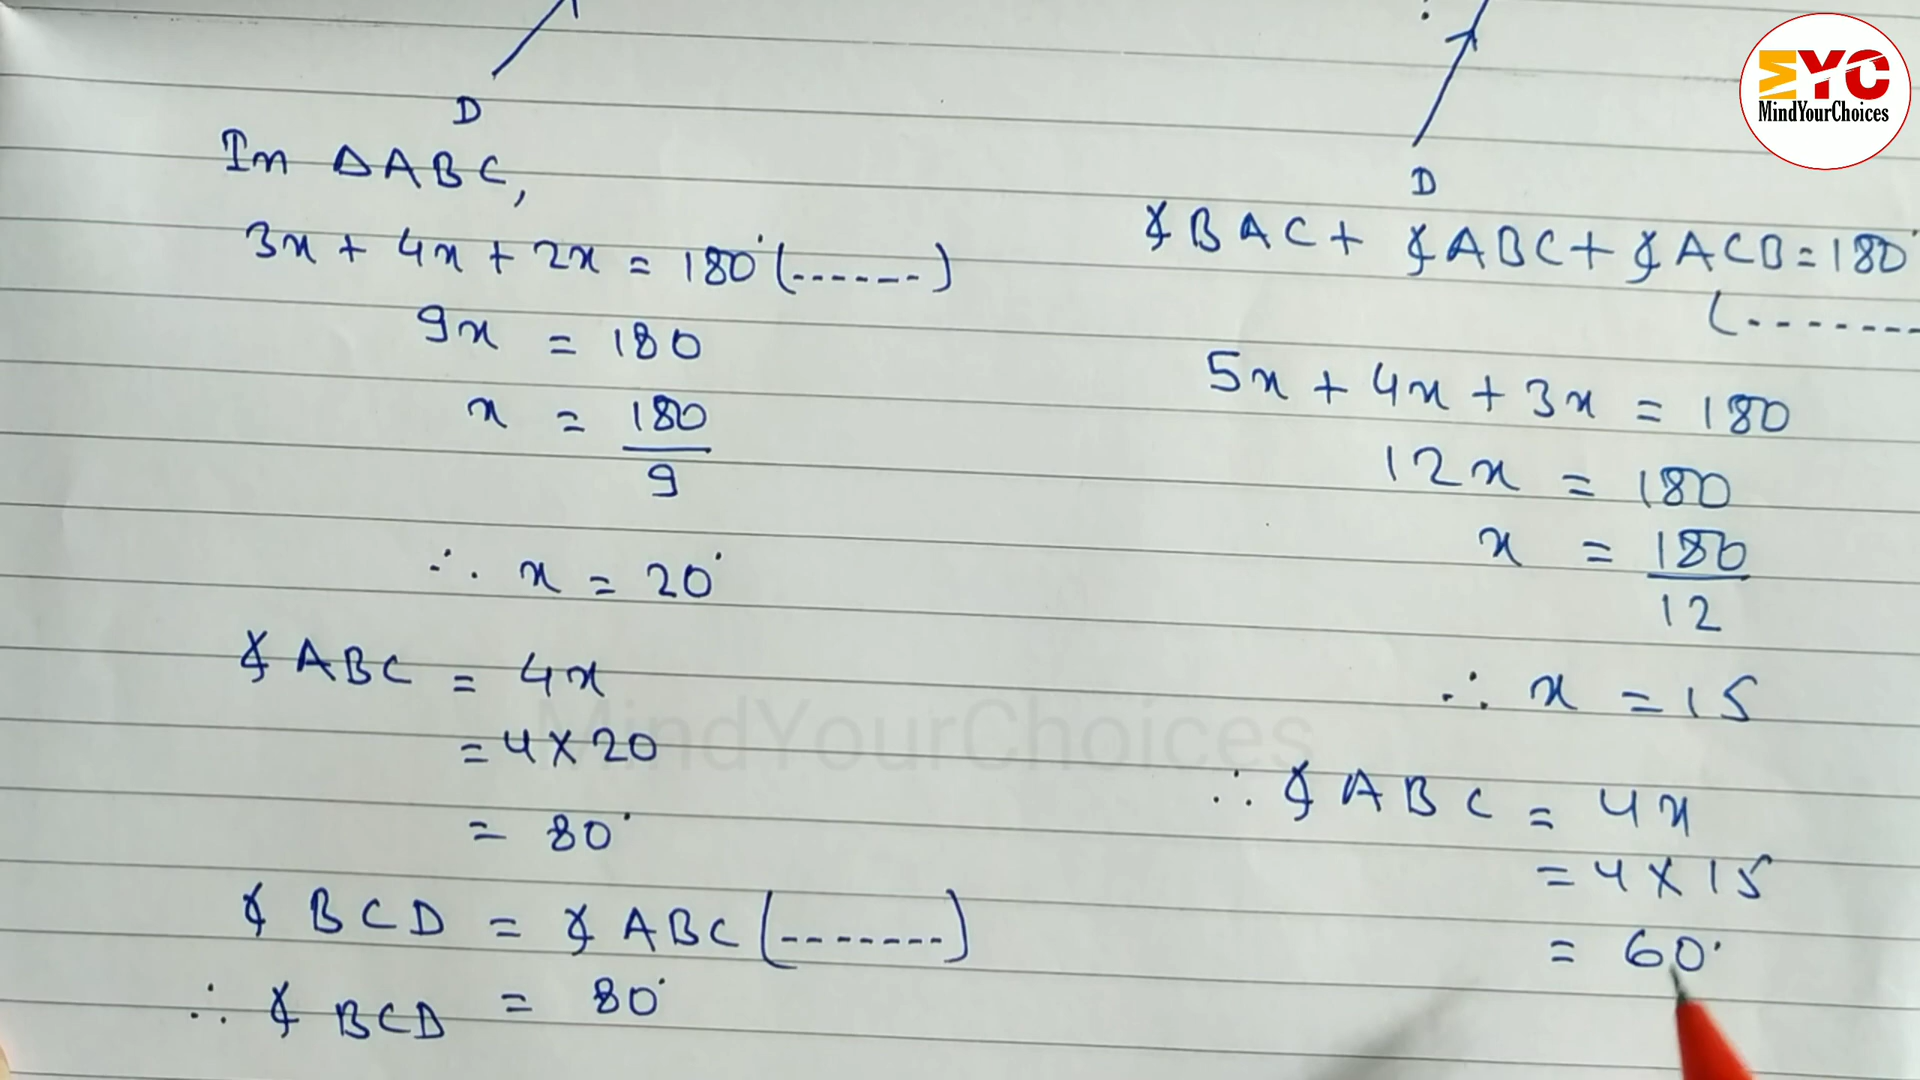 MYC
MindYourChoices
D
In ΔABC,
3x + 4x + 2x = 180° (------)
9x = 180
x = 180/9
∴ x = 20°
∡ABC = 4x
= 4×20
= 80°
∡BCD = ∡ABC (-------)
∴ ∡BCD = 80°
D
∡BAC + ∡ABC + ∡ACB = 180°
(-------
5x + 4x + 3x = 180
12x = 180
x = 180/12
∴ x = 15
∴ ∡ABC = 4x
= 4×15
= 60°
MindYourChoices